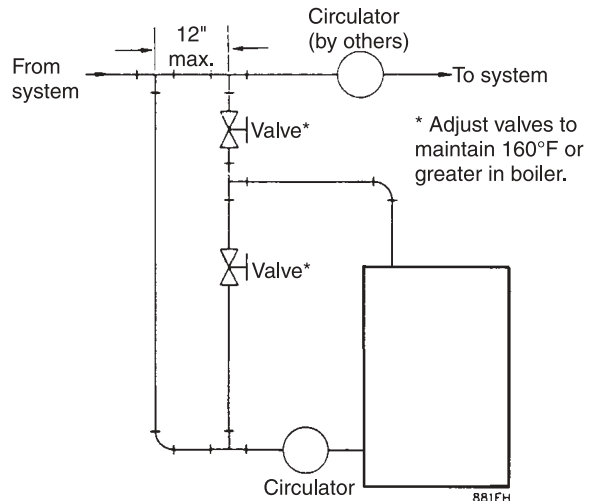 12"
max.
Circulator
(by others)
From
system
To system
Valve*
* Adjust valves to
maintain 160°F or
greater in boiler.
Valve*
Circulator
881EH